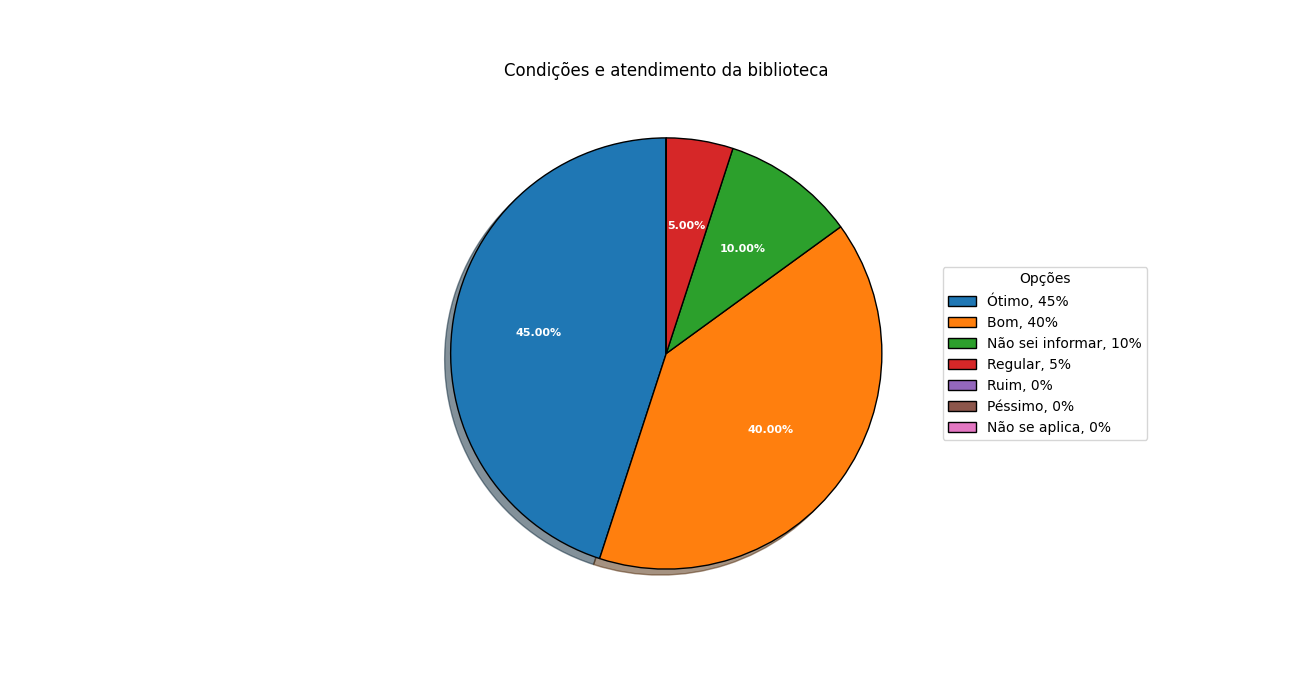 Condições e atendimento da biblioteca
5.00%
10.00%
45.00%
40.00%
Opções
Ótimo, 45%
Bom, 40%
Não sei informar, 10%
Regular, 5%
Ruim, 0%
Péssimo, 0%
Não se aplica, 0%